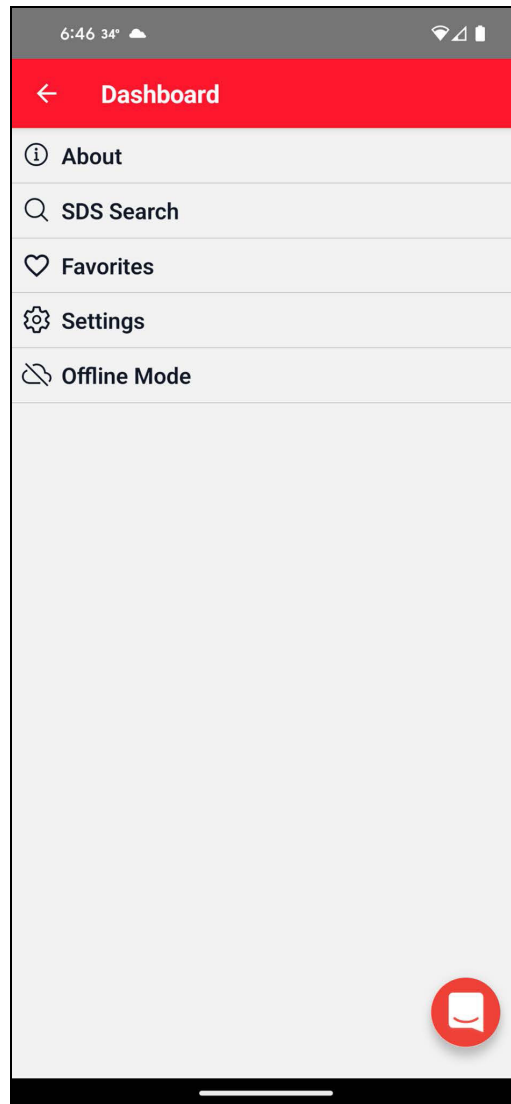 6:46 34°
Dashboard
About
SDS Search
Favorites
Settings
Offline Mode